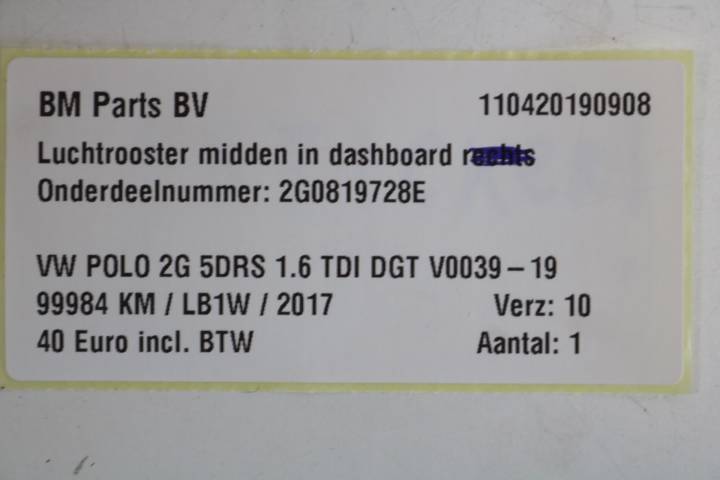 BM Parts BV 110420190908
Luchtrooster midden in dashboard rechts
Onderdeelnummer: 2G0819728E
VW POLO 2G 5DRS 1.6 TDI DGT V0039 – 19
99984 KM / LB1W / 2017 Verz: 10
40 Euro incl. BTW Aantal: 1